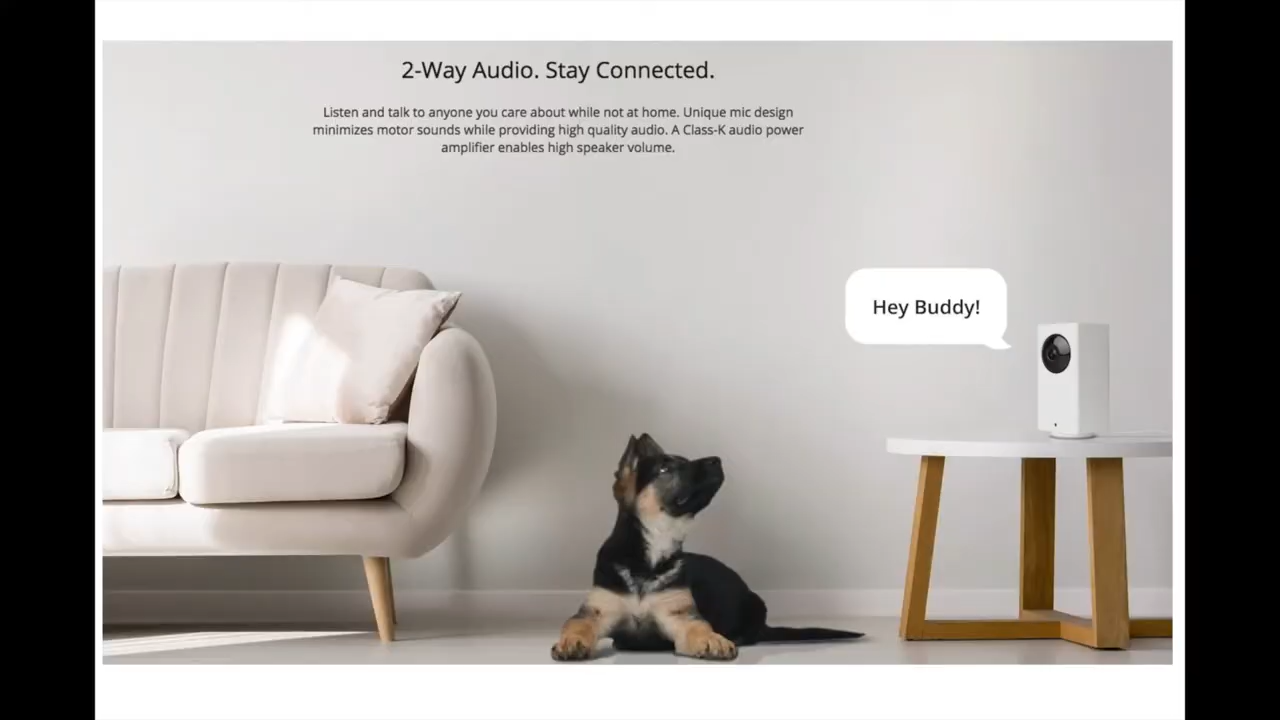 2-Way Audio. Stay Connected.
Listen and talk to anyone you care about while not at home. Unique mic design
minimizes motor sounds while providing high quality audio. A Class-K audio power
amplifier enables high speaker volume.
Hey Buddy!